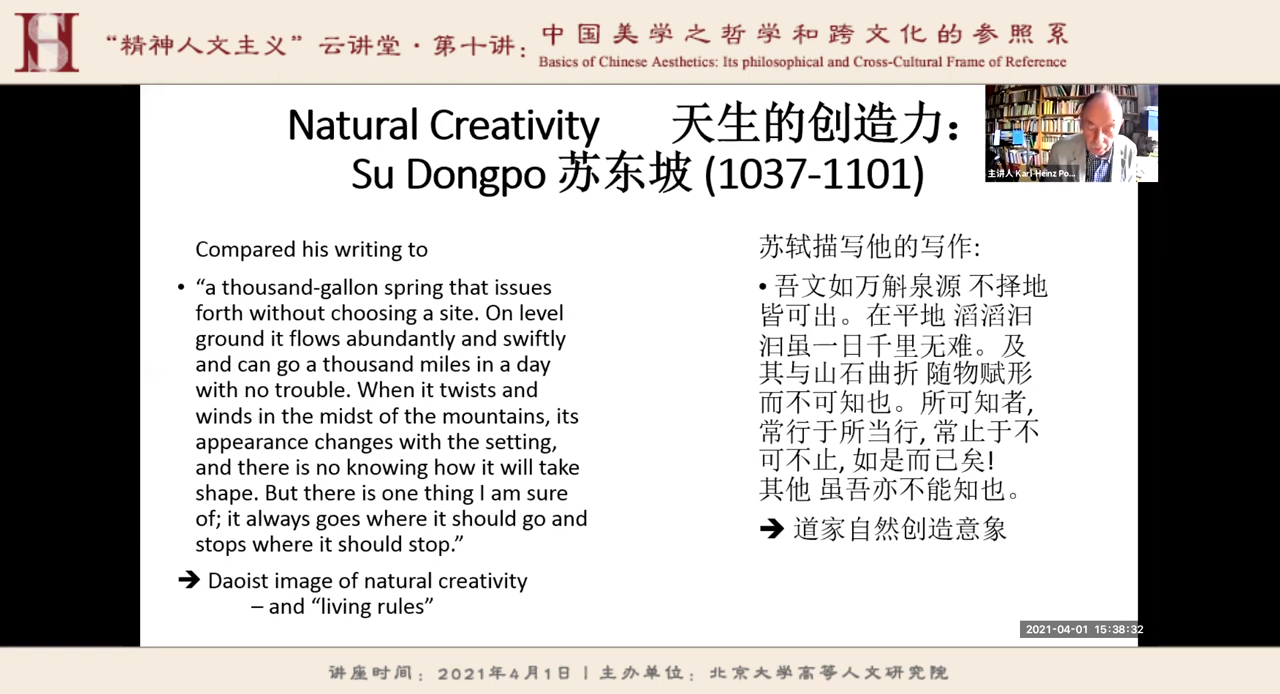 “精神人文主义”云讲堂·第十讲:
中国美学之哲学和跨文化的参照系
Basics of Chinese Aesthetics: Its philosophical and Cross-Cultural Frame of Reference
Natural Creativity 天生的创造力:
Su Dongpo 苏东坡 (1037-1101)
主讲人 Karl-Heinz Po...
Compared his writing to
• “a thousand-gallon spring that issues
forth without choosing a site. On level
ground it flows abundantly and swiftly
and can go a thousand miles in a day
with no trouble. When it twists and
winds in the midst of the mountains, its
appearance changes with the setting,
and there is no knowing how it will take
shape. But there is one thing I am sure
of; it always goes where it should go and
stops where it should stop.”
➔ Daoist image of natural creativity
– and “living rules”
苏轼描写他的写作:
• 吾文如万斛泉源 不择地
皆可出。在平地 滔滔汩
汩虽一日千里无难。及
其与山石曲折 随物赋形
而不可知也。所可知者,
常行于所当行, 常止于不
可不止, 如是而已矣!
其他 虽吾亦不能知也。
➔ 道家自然创造意象
2021-04-01 15:38:32
讲座时间: 2021年4月1日 | 主办单位: 北京大学高等人文研究院